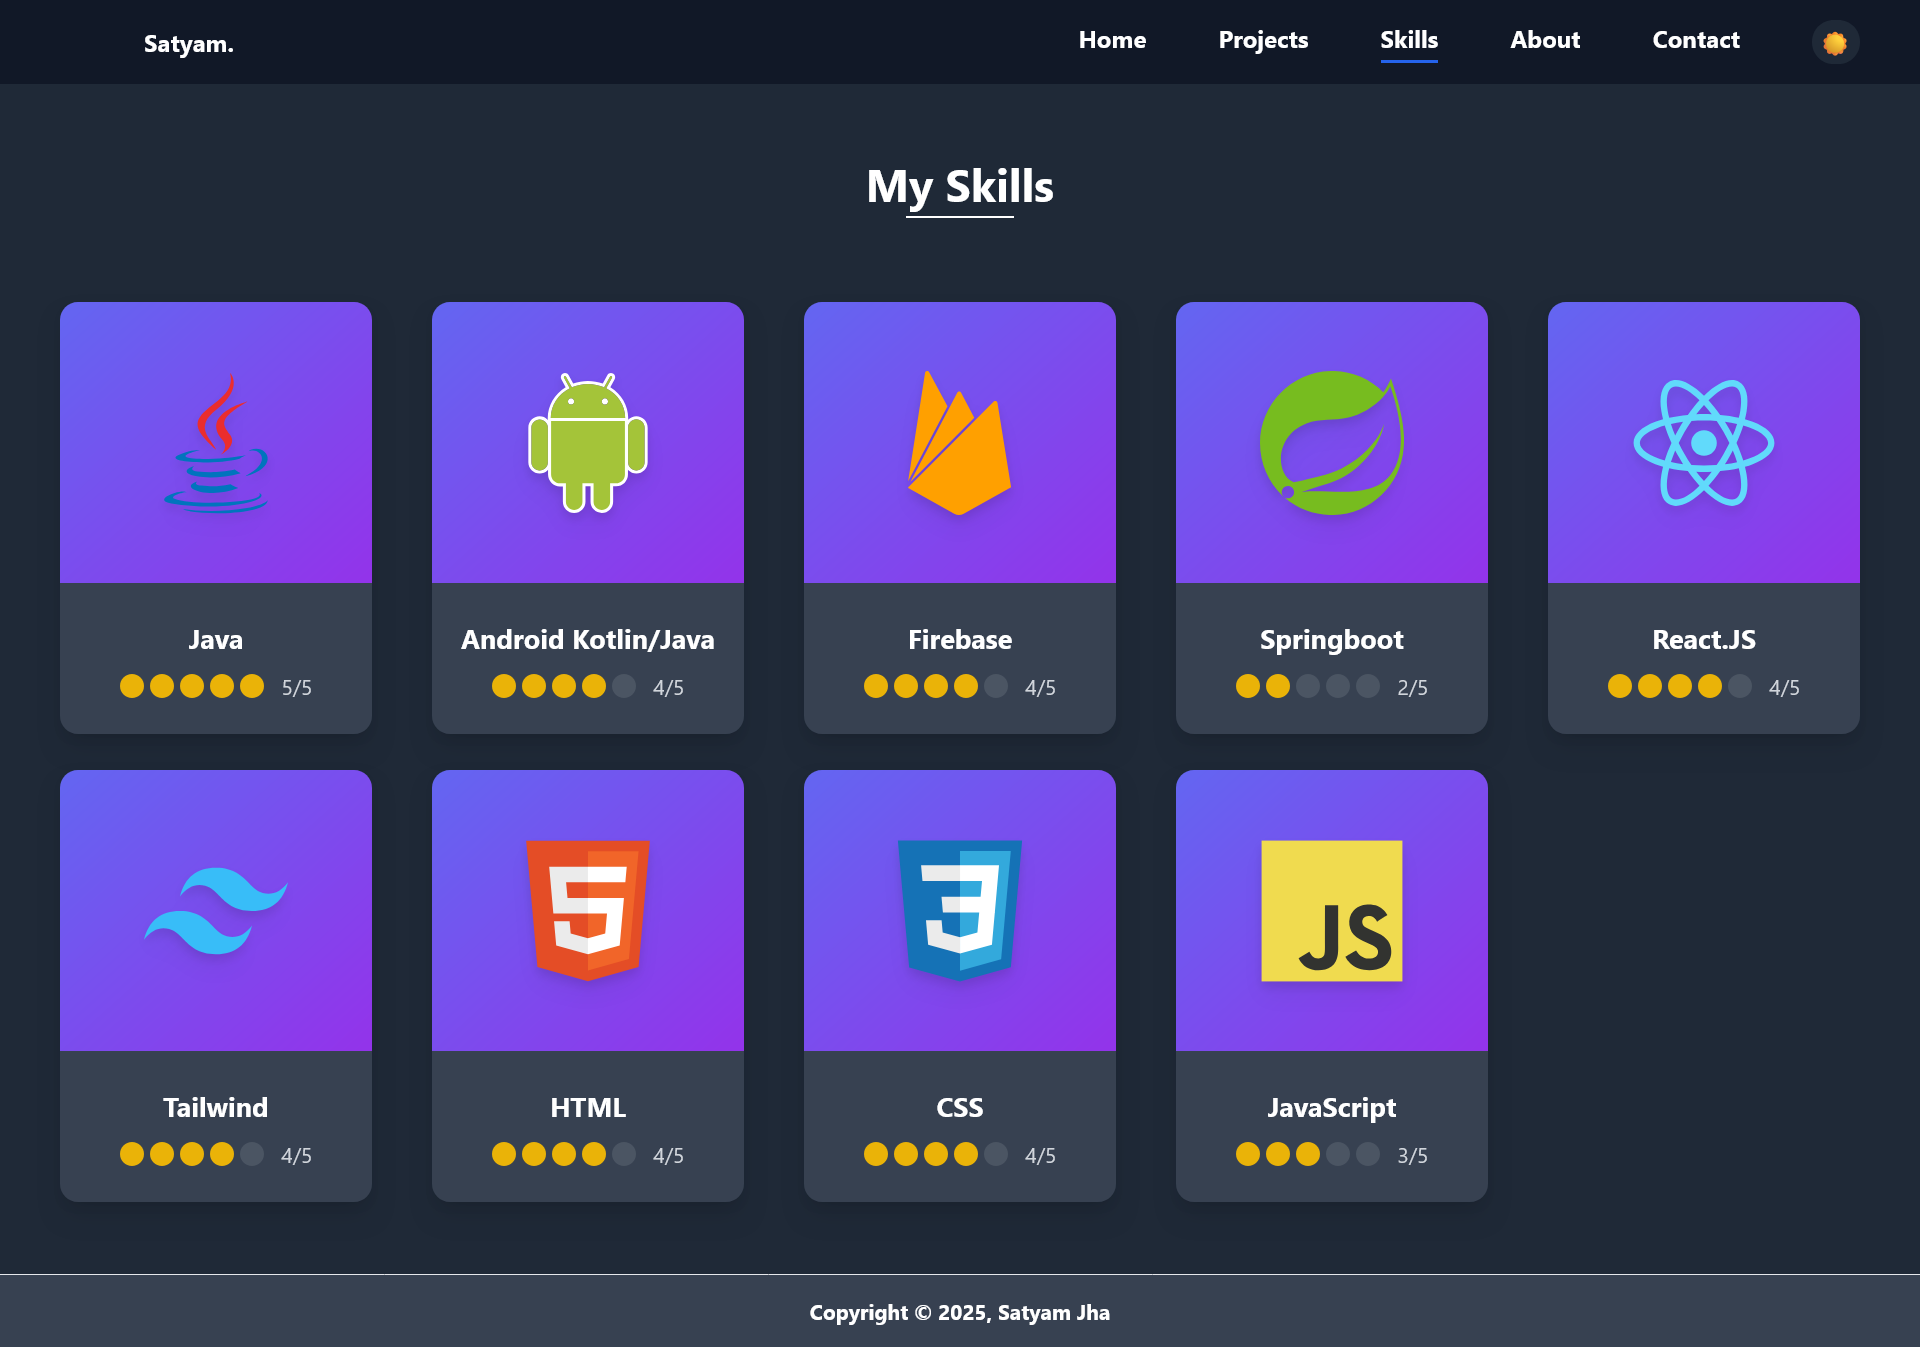 Satyam.
Home Projects Skills About Contact
My Skills
Java Android Kotlin/Java Firebase Springboot React.JS
5/5 4/5 4/5 2/5 4/5
JS
Tailwind HTML CSS JavaScript
4/5 4/5 4/5 3/5
Copyright © 2025, Satyam Jha